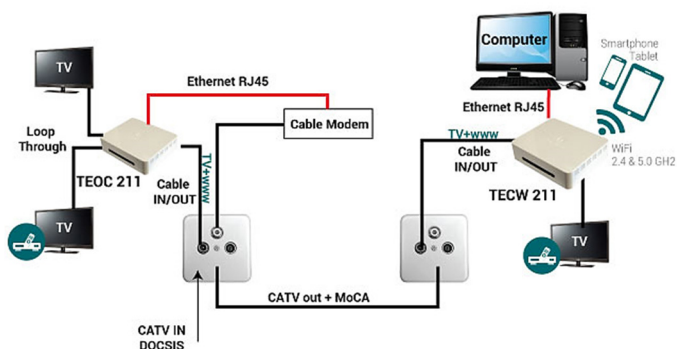 TV
Ethernet RJ45
Cable Modem
Loop
Through
TEOC 211
Cable
IN/OUT
TV+www
TV
CATV IN
DOCSIS
CATV out + MoCA
Computer
Smartphone
Tablet
Ethernet RJ45
TV+www
Cable
IN/OUT
WiFi
2.4 & 5.0 GH2
TECW 211
TV